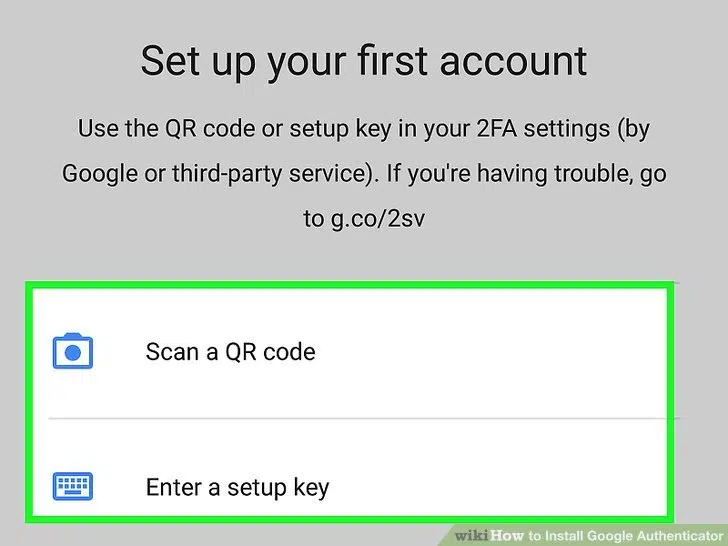 Set up your first account
Use the QR code or setup key in your 2FA settings (by
Google or third-party service). If you're having trouble, go
to g.co/2sv
Scan a QR code
Enter a setup key
wikiHow to Install Google Authenticator